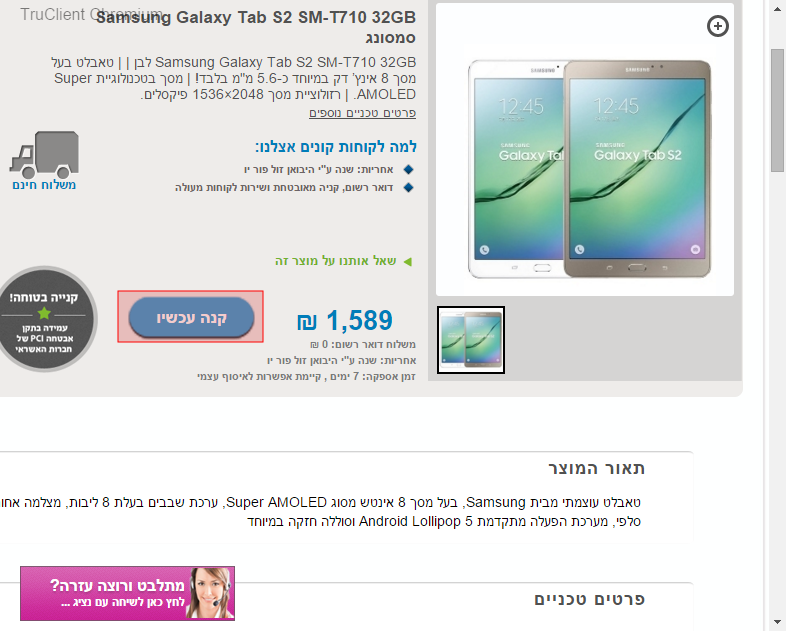 TruClient Chromium
Samsung Galaxy Tab S2 SM-T710 32GB
סמסונג
Samsung Galaxy Tab S2 SM-T710 32GB לבן | | טאבלט בעל
מסך 8 אינץ' דק במיוחד כ-5.6 מ"מ בלבד! | מסך בטכנולוגיית Super
AMOLED. | רזולוציית מסך 2048×1536 פיקסלים.
פרטים טכניים נוספים
למה לקוחות קונים אצלנו:
אחריות: שנה ע"י היבואן זול פור יו
דואר רשום, קניה מאובטחת ושירות לקוחות מעולה
משלוח חינם
שאל אותנו על מוצר זה
קנייה בטוחה!
עמידה בתקן
אבטחה PCI של
חברות האשראי
קנה עכשיו
1,589 ₪
משלוח דואר רשום: 0 ₪
אחריות: שנה ע"י היבואן זול פור יו
זמן אספקה: 7 ימים , קיימת אפשרות לאיסוף עצמי
SAMSUNG
SAMSUNG
12:45
12:45
SAMSUNG
Galaxy Ta
SAMSUNG
Galaxy Tab S2
תאור המוצר
טאבלט עוצמתי מבית Samsung, בעל מסך 8 אינטש מסוג Super AMOLED, ערכת שבבים בעלת 8 ליבות, מצלמה אחו
סלפי, מערכת הפעלה מתקדמת Android Lollipop 5 וסוללה חזקה במיוחד
מתלבט ורוצה עזרה?
לחץ כאן לשיחה עם נציג ...
פרטים טכניים